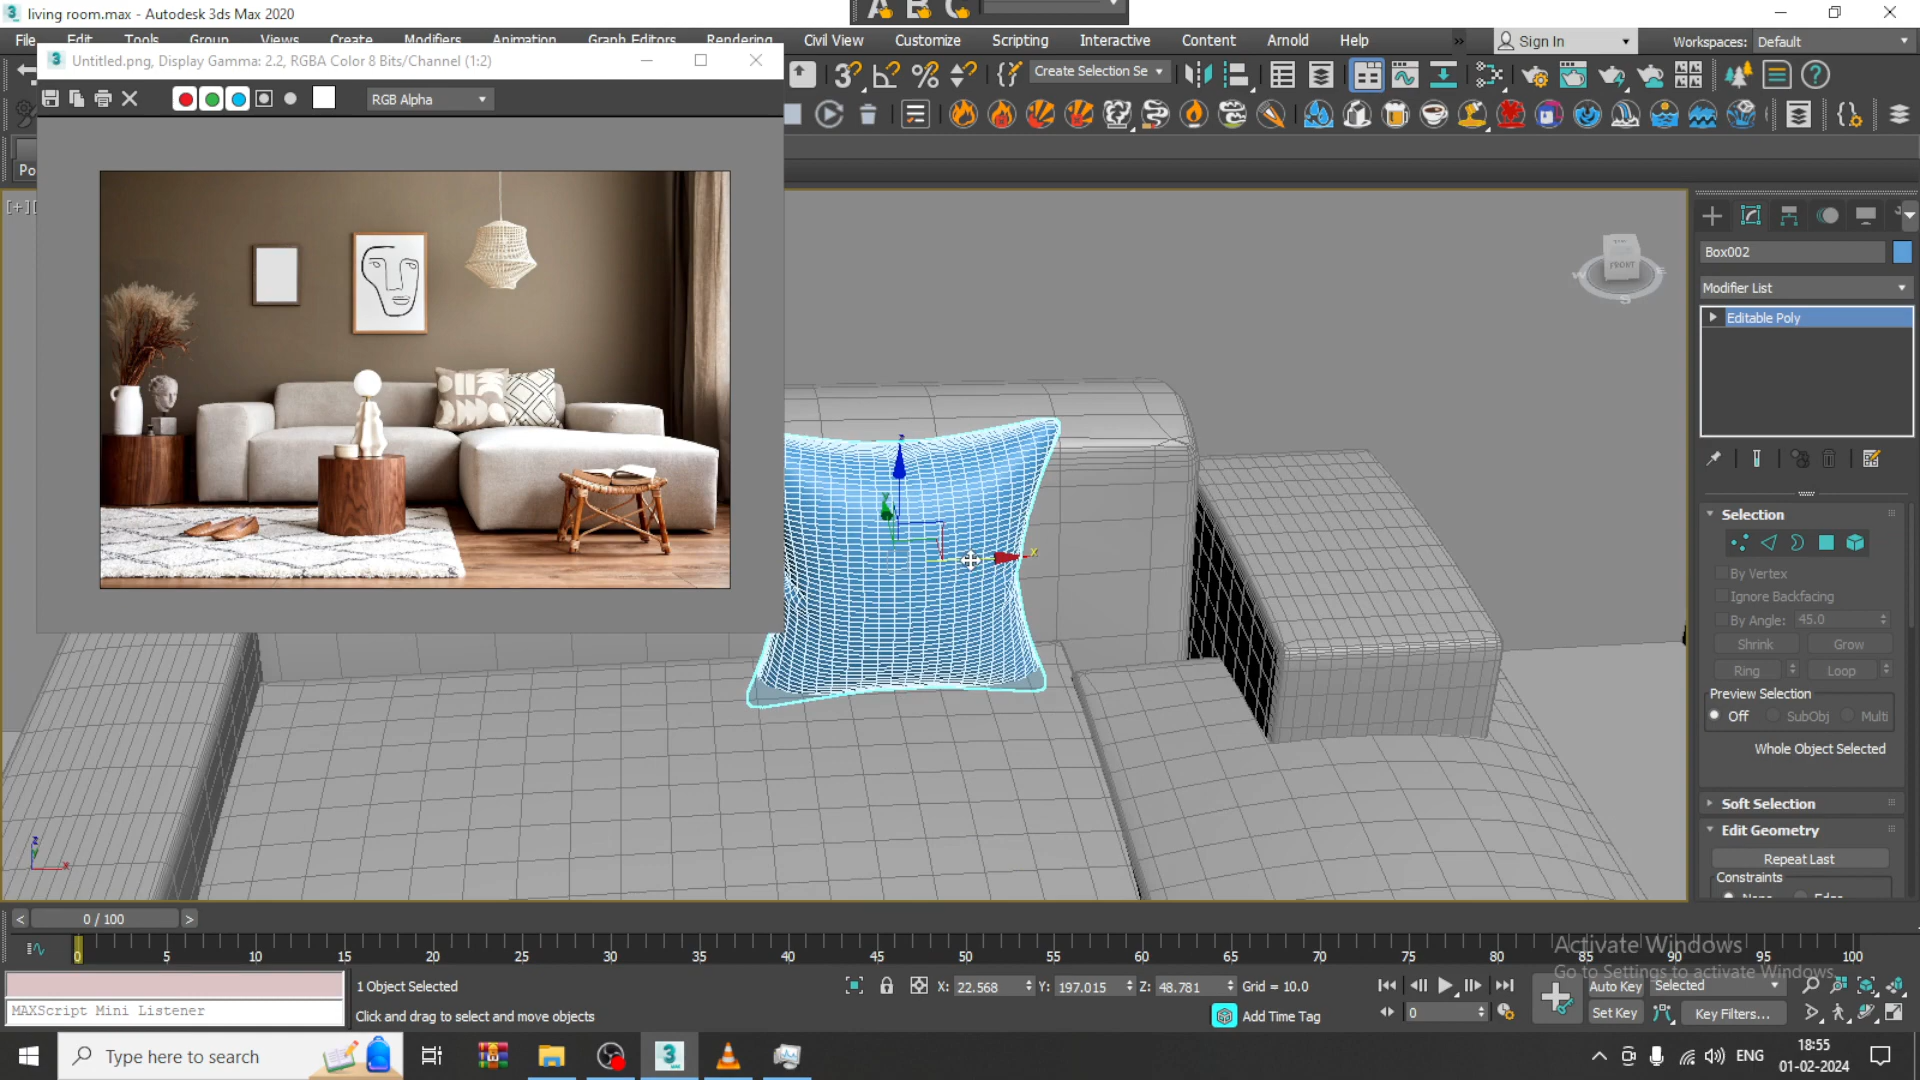 living room.max - Autodesk 3ds Max 2020
File Edit Tools Group Views Create Modifiers Animation Graph Editors Rendering Civil View Customize Scripting Interactive Content Arnold Help
Sign In
Workspaces: Default
Untitled.png, Display Gamma: 2.2, RGBA Color 8 Bits/Channel (1:2)
Create Selection Se
RGB Alpha
Po
[+][
FRONT
S
Box002
Modifier List
Editable Poly
Selection
By Vertex
Ignore Backfacing
By Angle: 45.0
Shrink Grow
Ring Loop
Preview Selection
Off SubObj Multi
Whole Object Selected
Soft Selection
Edit Geometry
Repeat Last
Constraints
None Edge
z
y
x
z
x
< 0 / 100 >
0 5 10 15 20 25 30 35 40 45 50 55 60 65 70 75 80 85 90 95 100
Activate Windows
Go to Settings to activate Windows.
1 Object Selected
X: 22.568 Y: 197.015 Z: 48.781 Grid = 10.0
Auto Key Selected
MAXScript Mini Listener
Click and drag to select and move objects
Add Time Tag
0
Set Key Key Filters...
Type here to search
ENG
18:55
01-02-2024